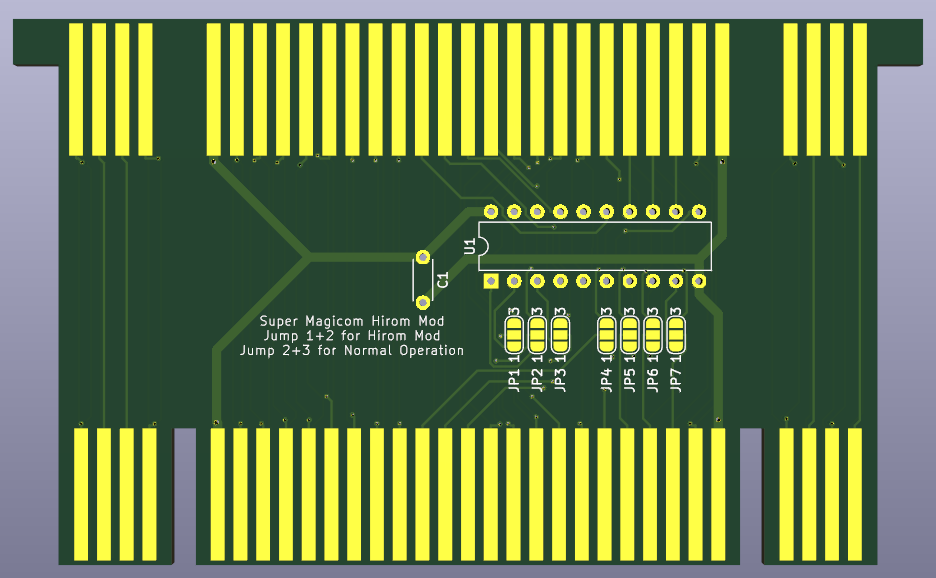 U1
C1
Super Magicom Hirom Mod
Jump 1+2 for Hirom Mod
Jump 2+3 for Normal Operation
JP1 1 3
JP2 1 3
JP3 1 3
JP4 1 3
JP5 1 3
JP6 1 3
JP7 1 3